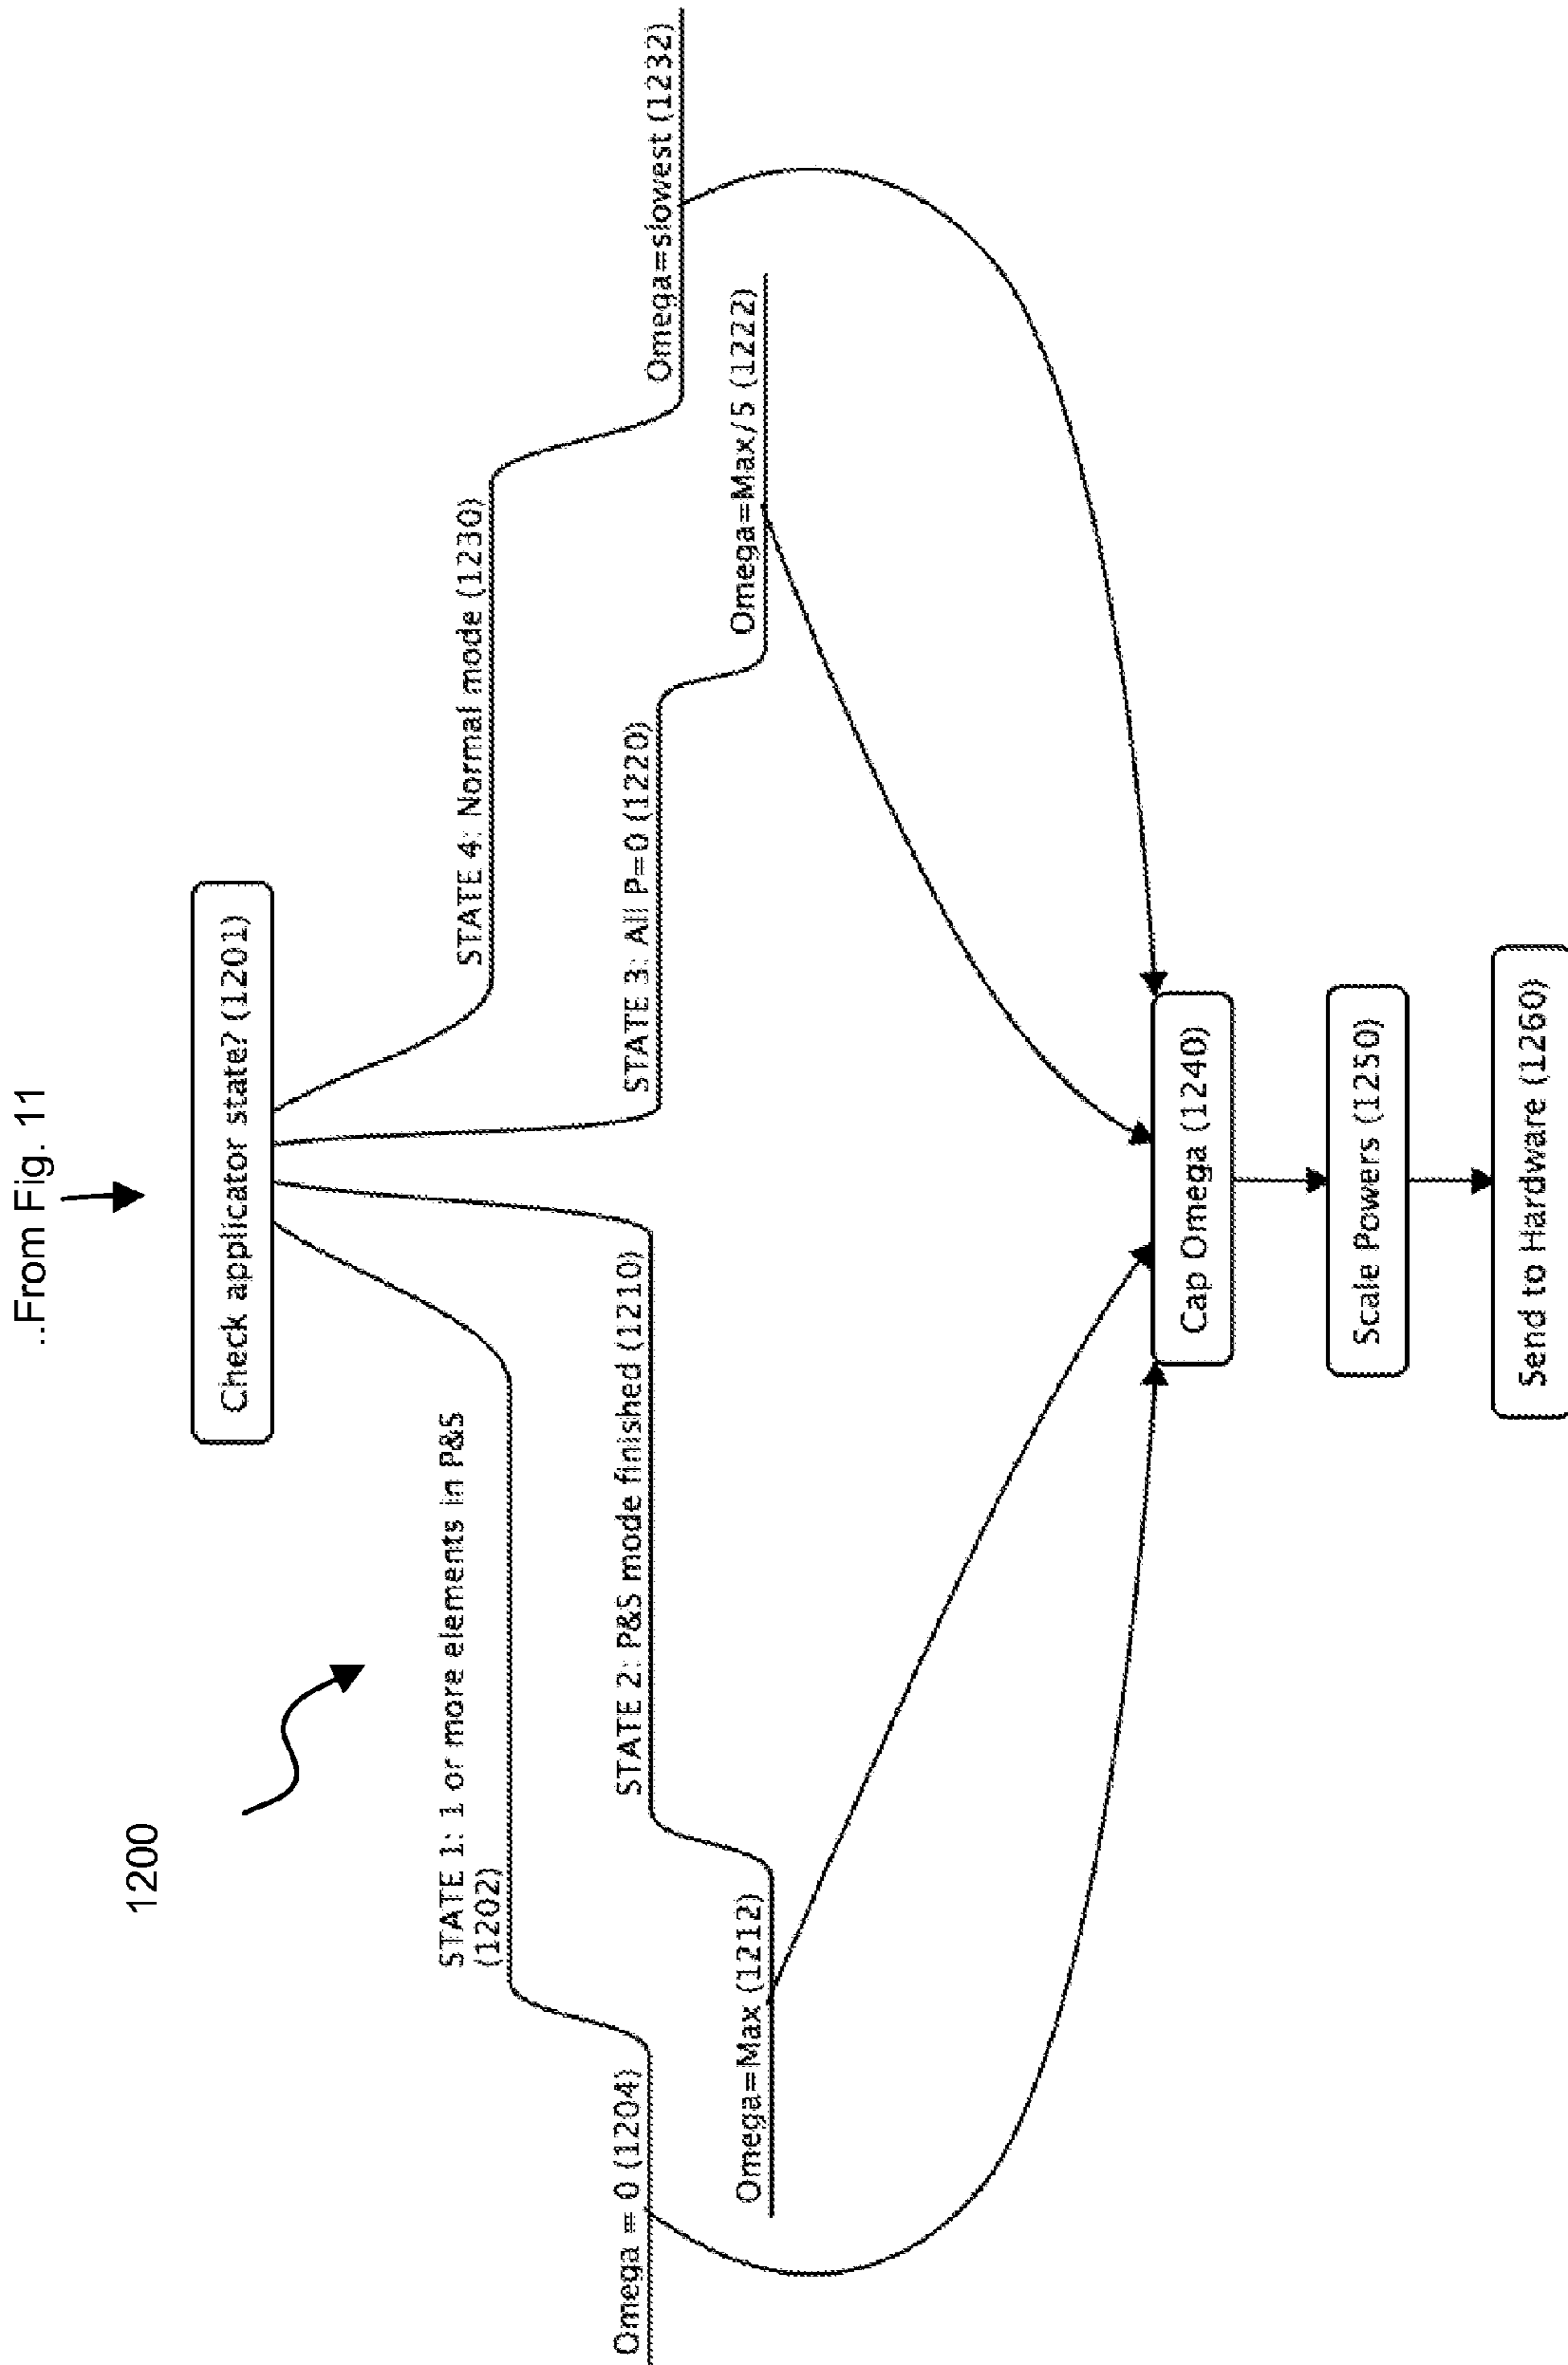 ..From Fig. 11
1200
Check applicator state? (1201)
STATE 1: 1 or more elements in P&S
(1202)
STATE 4: Normal mode (1230)
Omega = 0 (1204)
STATE 2: P&S mode finished (1210)
STATE 3: All P=0 (1220)
Omega=slowest (1232)
Omega=Max (1212)
Omega=Max/5 (1222)
Cap Omega (1240)
Scale Powers (1250)
Send to Hardware (1260)